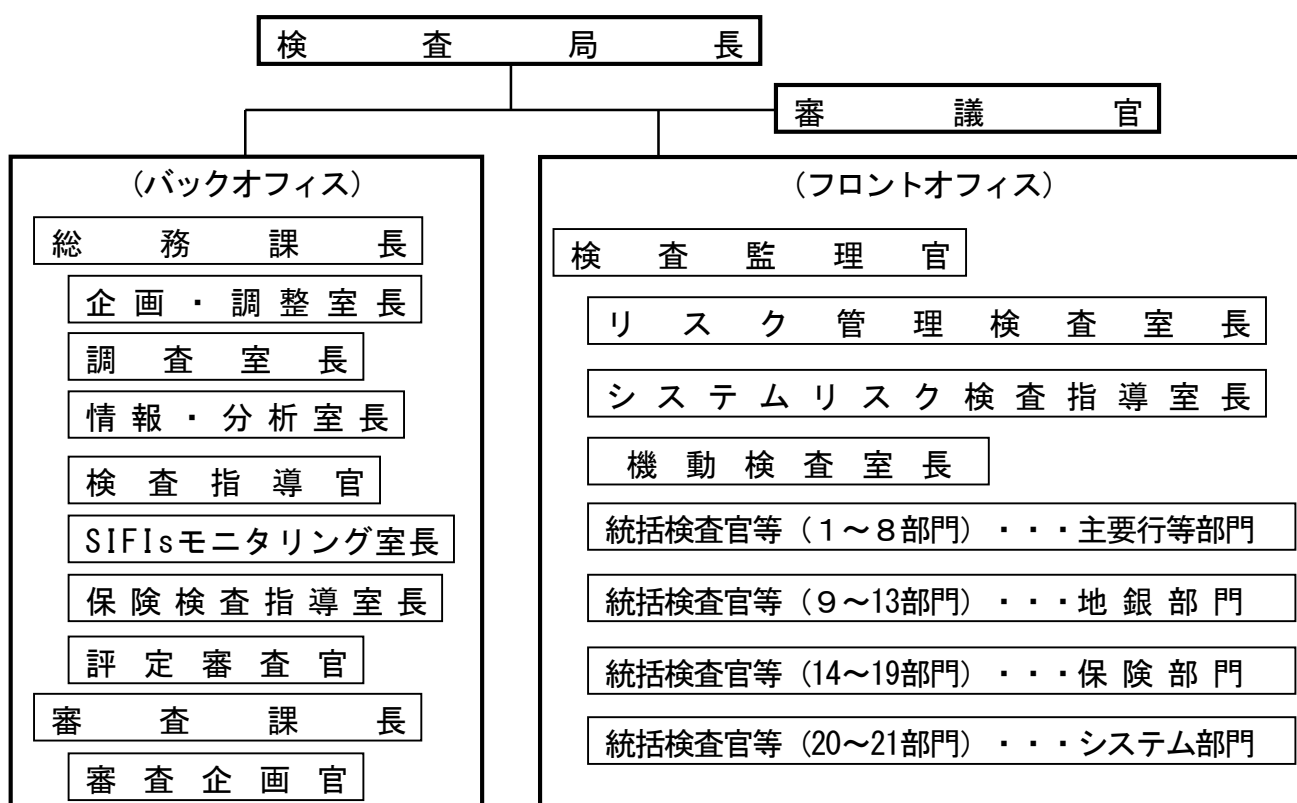 検査局長
審議官
（バックオフィス）
総務課長
企画・調整室長
調査室長
情報・分析室長
検査指導官
SIFIsモニタリング室長
保険検査指導室長
評定審査官
審査課長
審査企画官
（フロントオフィス）
検査監理官
リスク管理検査室長
システムリスク検査指導室長
機動検査室長
統括検査官等（１～８部門）・・・主要行等部門
統括検査官等（９～13部門）・・・地銀部門
統括検査官等（14～19部門）・・・保険部門
統括検査官等（20～21部門）・・・システム部門